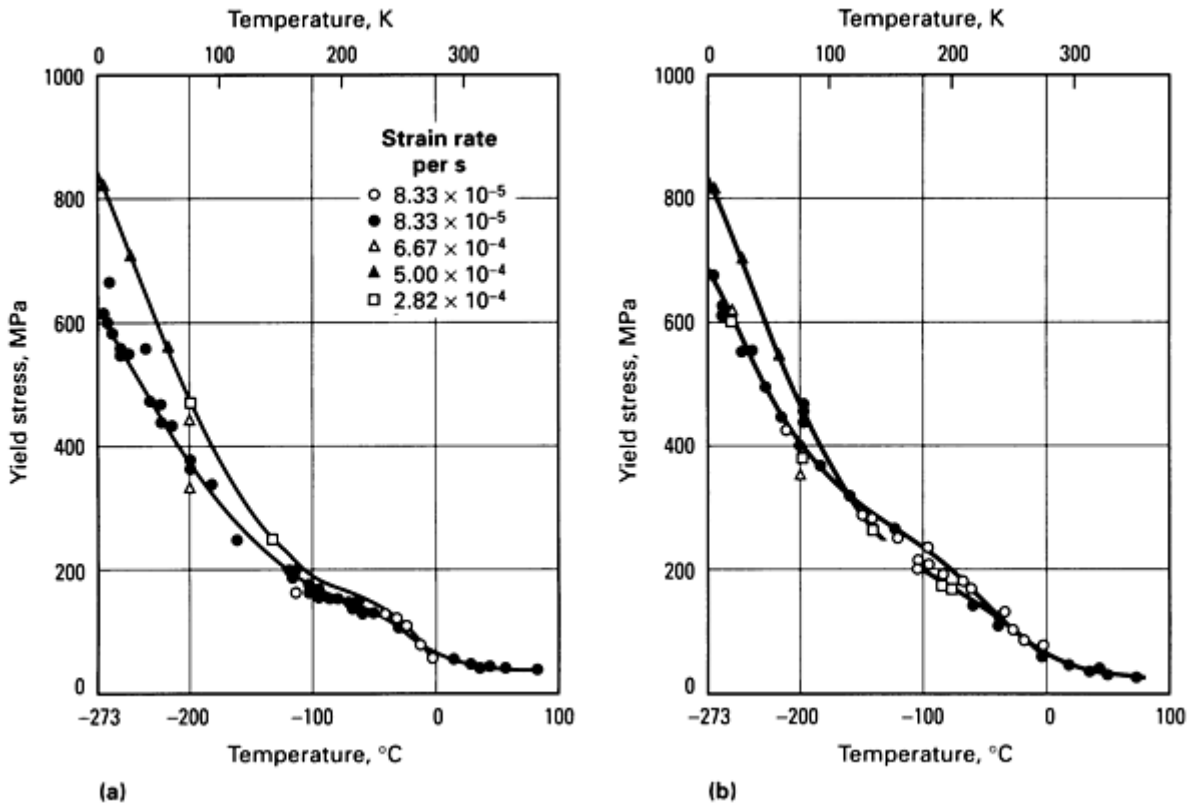 Temperature, K
0 100 200 300
1000
800
600
400
200
0
Yield stress, MPa
Strain rate
per s
○ 8.33 × 10⁻⁵
● 8.33 × 10⁻⁵
△ 6.67 × 10⁻⁴
▲ 5.00 × 10⁻⁴
□ 2.82 × 10⁻⁴
−273 −200 −100 0 100
Temperature, °C
(a)
Temperature, K
0 100 200 300
1000
800
600
400
200
0
Yield stress, MPa
−273 −200 −100 0 100
Temperature, °C
(b)